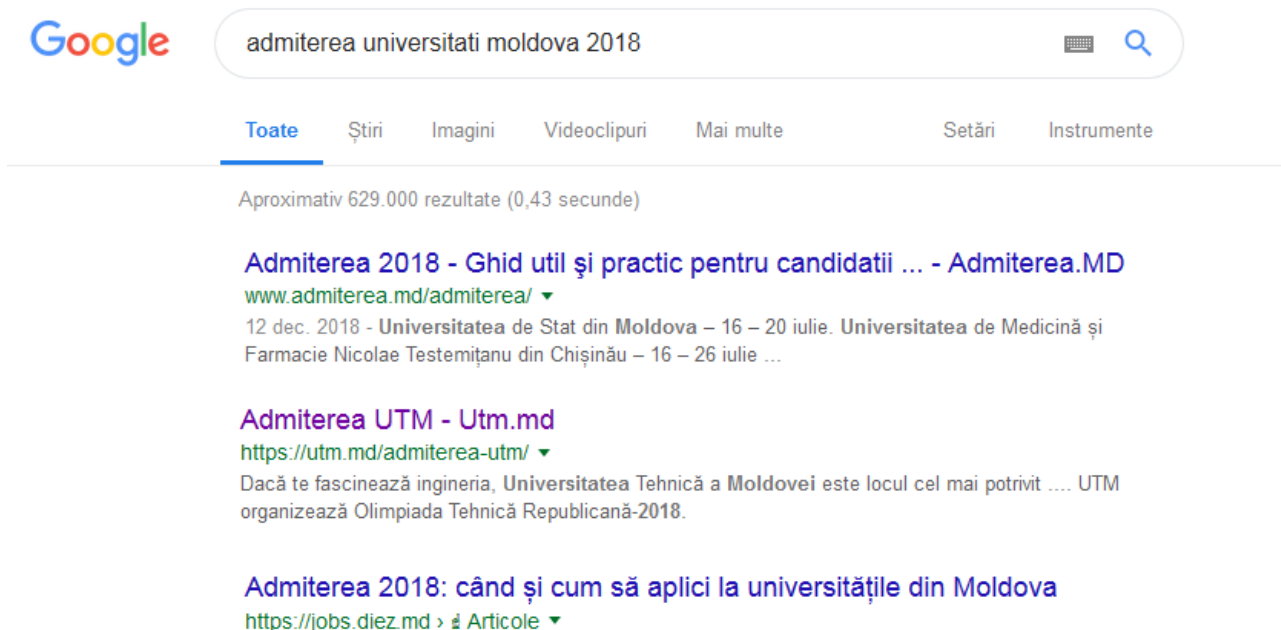 Google admiterea universitati moldova 2018
Toate Știri Imagini Videoclipuri Mai multe Setări Instrumente
Aproximativ 629.000 rezultate (0,43 secunde)
Admiterea 2018 - Ghid util şi practic pentru candidatii ... - Admiterea.MD
www.admiterea.md/admiterea/
12 dec. 2018 - Universitatea de Stat din Moldova – 16 – 20 iulie. Universitatea de Medicină și
Farmacie Nicolae Testemițanu din Chișinău – 16 – 26 iulie ...
Admiterea UTM - Utm.md
https://utm.md/admiterea-utm/
Dacă te fascinează ingineria, Universitatea Tehnică a Moldovei este locul cel mai potrivit .... UTM
organizează Olimpiada Tehnică Republicană-2018.
Admiterea 2018: când și cum să aplici la universitățile din Moldova
https://jobs.diez.md › Articole